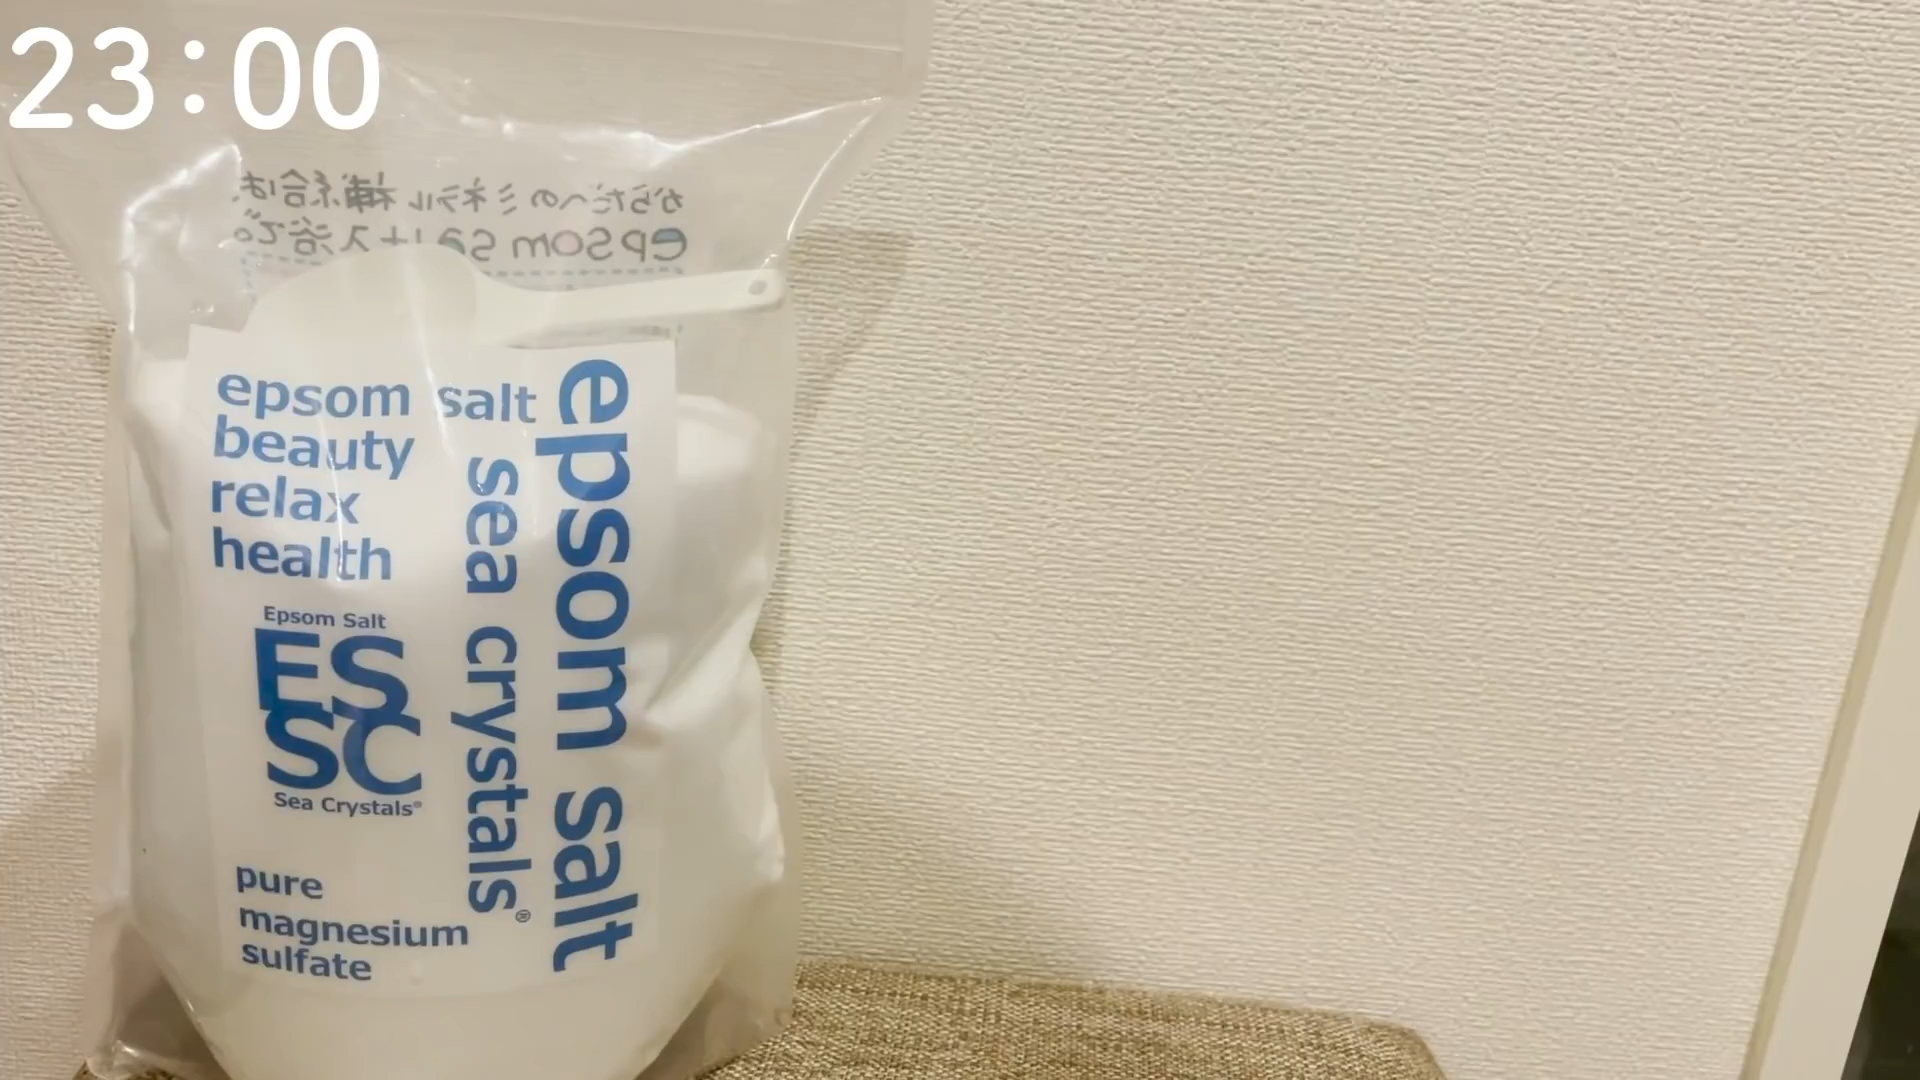 23:00
からだへのミネラル補給は、
epsom salt入浴で。
epsom salt
beauty
relax
health
sea crystals®
epsom salt
Epsom Salt
ES
SC
Sea Crystals®
pure
magnesium
sulfate